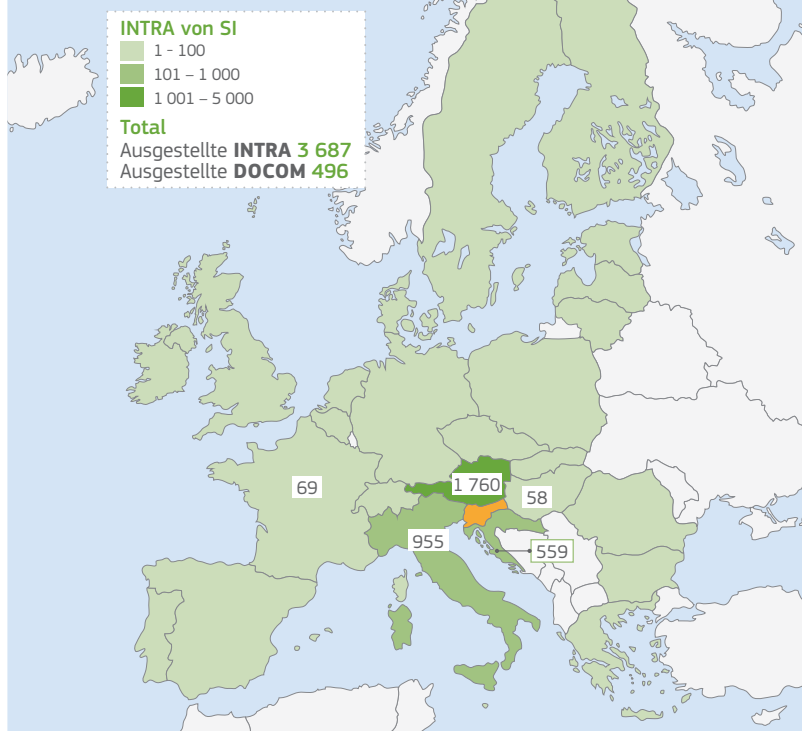 INTRA von SI
1 - 100
101 – 1 000
1 001 – 5 000
Total
Ausgestellte INTRA 3 687
Ausgestellte DOCOM 496
69
1 760
58
955
559